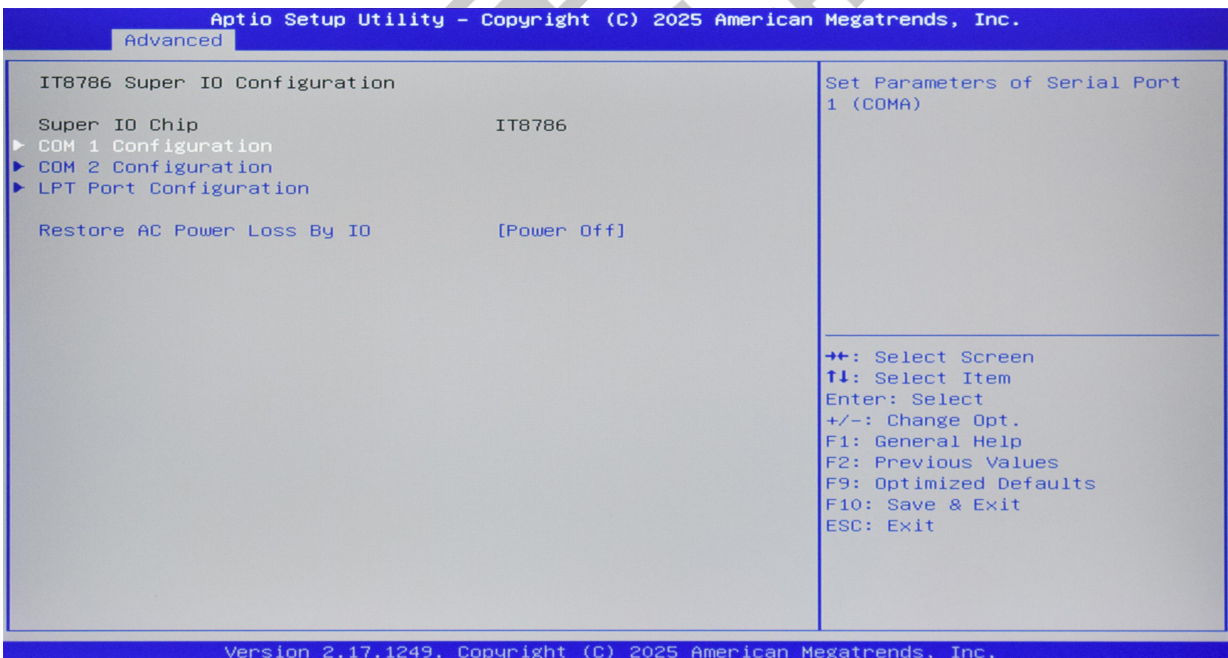 Aptio Setup Utility – Copyright (C) 2025 American Megatrends, Inc.
Advanced
IT8786 Super IO Configuration
Super IO Chip IT8786
COM 1 Configuration
COM 2 Configuration
LPT Port Configuration
Restore AC Power Loss By IO [Power Off]
Set Parameters of Serial Port
1 (COMA)
→←: Select Screen
↑↓: Select Item
Enter: Select
+/-: Change Opt.
F1: General Help
F2: Previous Values
F9: Optimized Defaults
F10: Save & Exit
ESC: Exit
Version 2.17.1249. Copyright (C) 2025 American Megatrends, Inc.